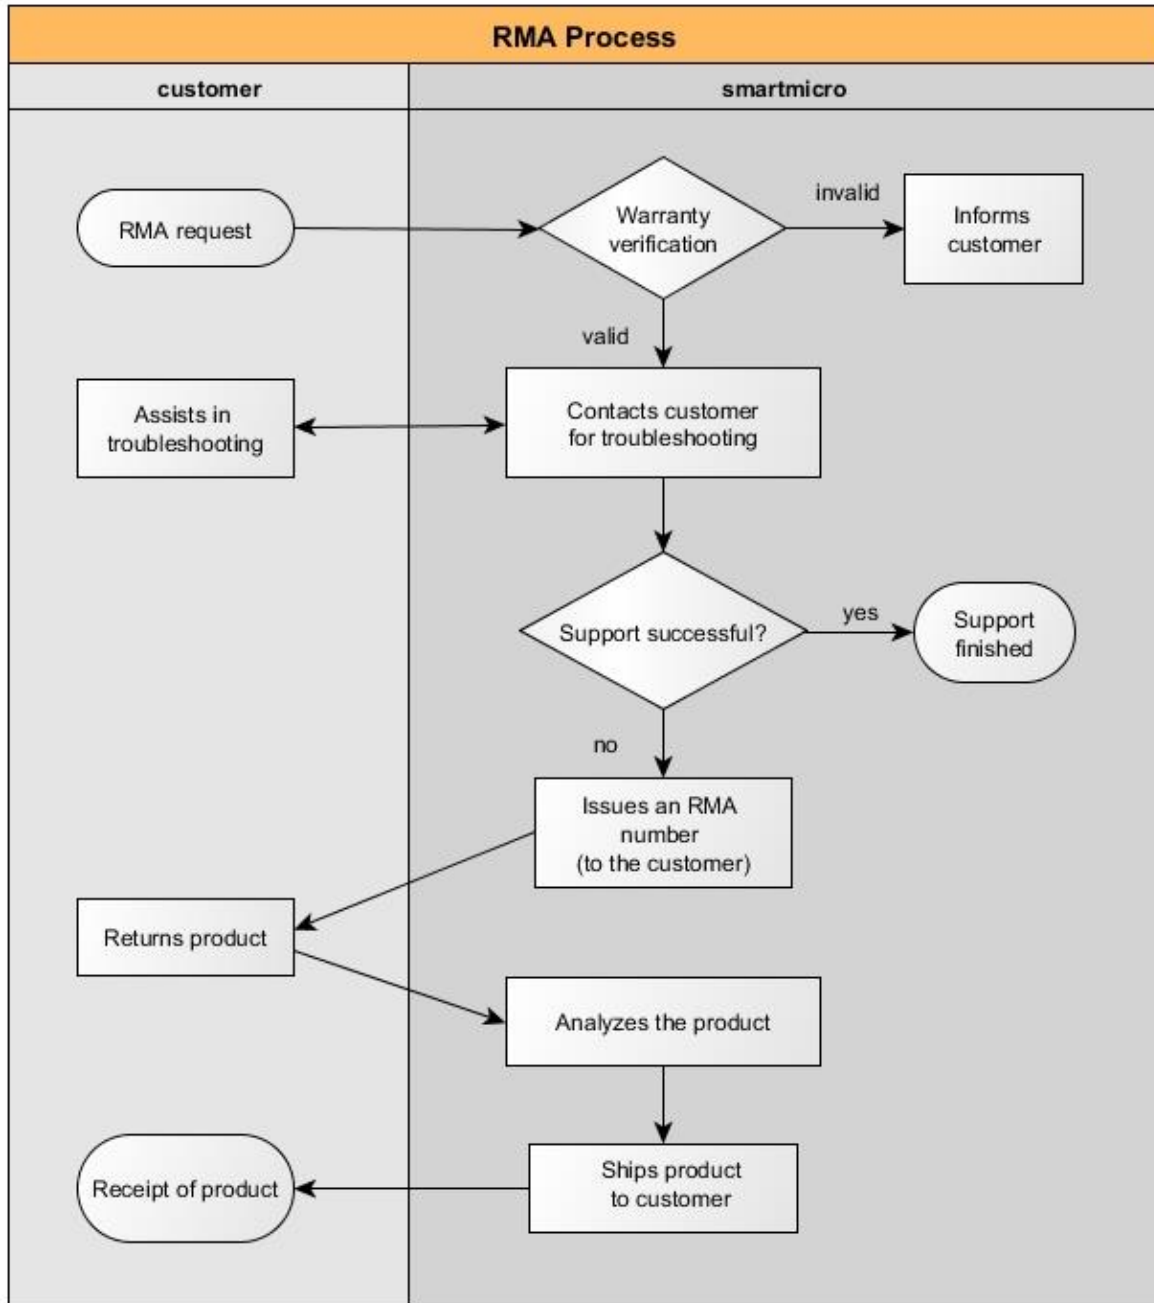 RMA Process
customer
smartmicro
RMA request
Warranty
verification
invalid
Informs
customer
valid
Assists in
troubleshooting
Contacts customer
for troubleshooting
Support successful?
yes
Support
finished
no
Issues an RMA
number
(to the customer)
Returns product
Analyzes the product
Ships product
to customer
Receipt of product